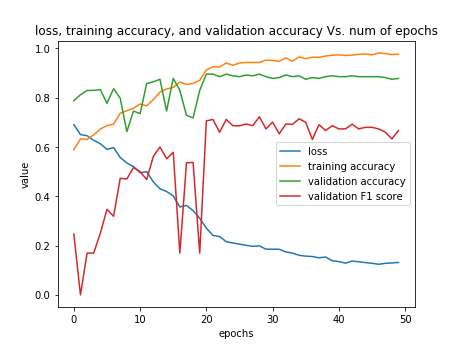 loss, training accuracy, and validation accuracy Vs. num of epochs
1.0
0.8
0.6
0.4
0.2
0.0
value
loss
training accuracy
validation accuracy
validation F1 score
0 10 20 30 40 50
epochs